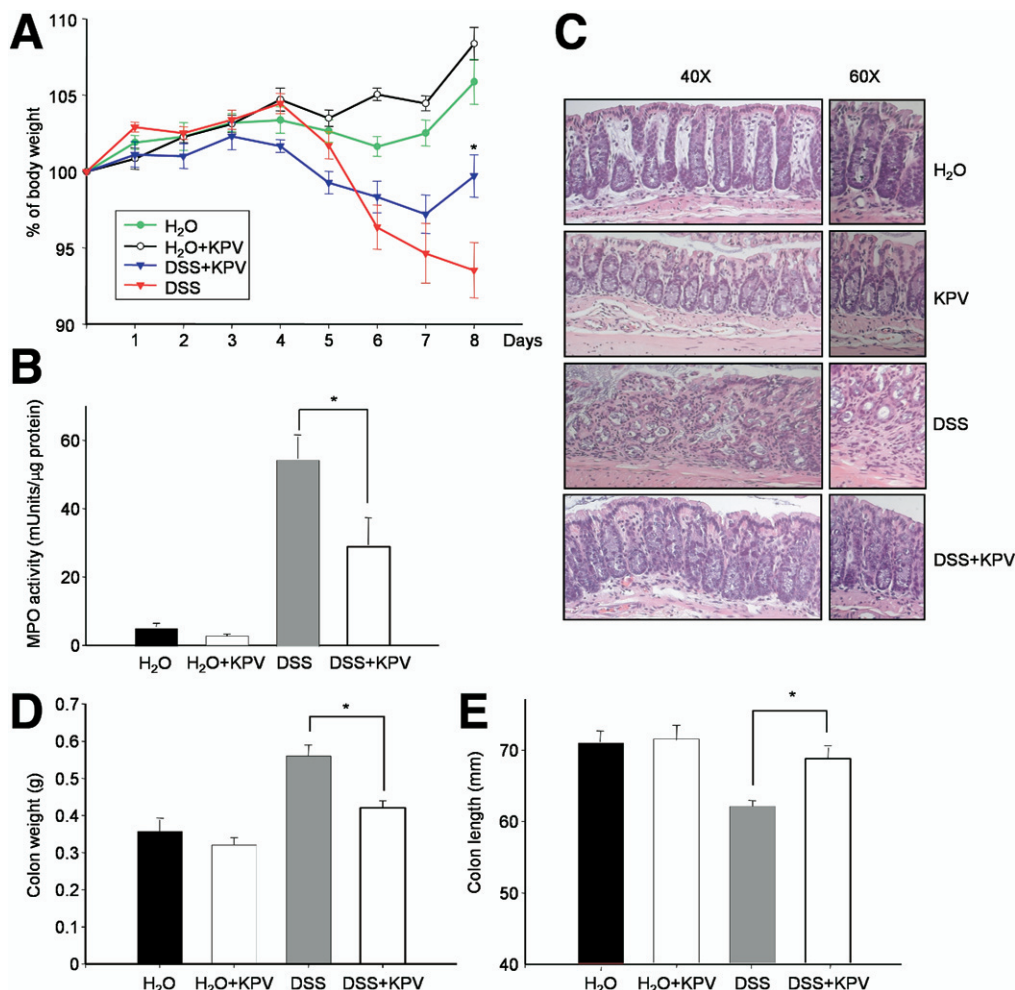 A
110
105
100
95
90
% of body weight
*
H₂O
H₂O+KPV
DSS+KPV
DSS
1 2 3 4 5 6 7 8 Days
B
MPO activity (mUnits/µg protein)
60
40
20
0
*
H₂O H₂O+KPV DSS DSS+KPV
C
40X 60X
H₂O
KPV
DSS
DSS+KPV
D
Colon weight (g)
0.7
0.6
0.5
0.4
0.3
0.2
0.1
0
*
H₂O H₂O+KPV DSS DSS+KPV
E
Colon length (mm)
70
60
50
40
*
H₂O H₂O+KPV DSS DSS+KPV